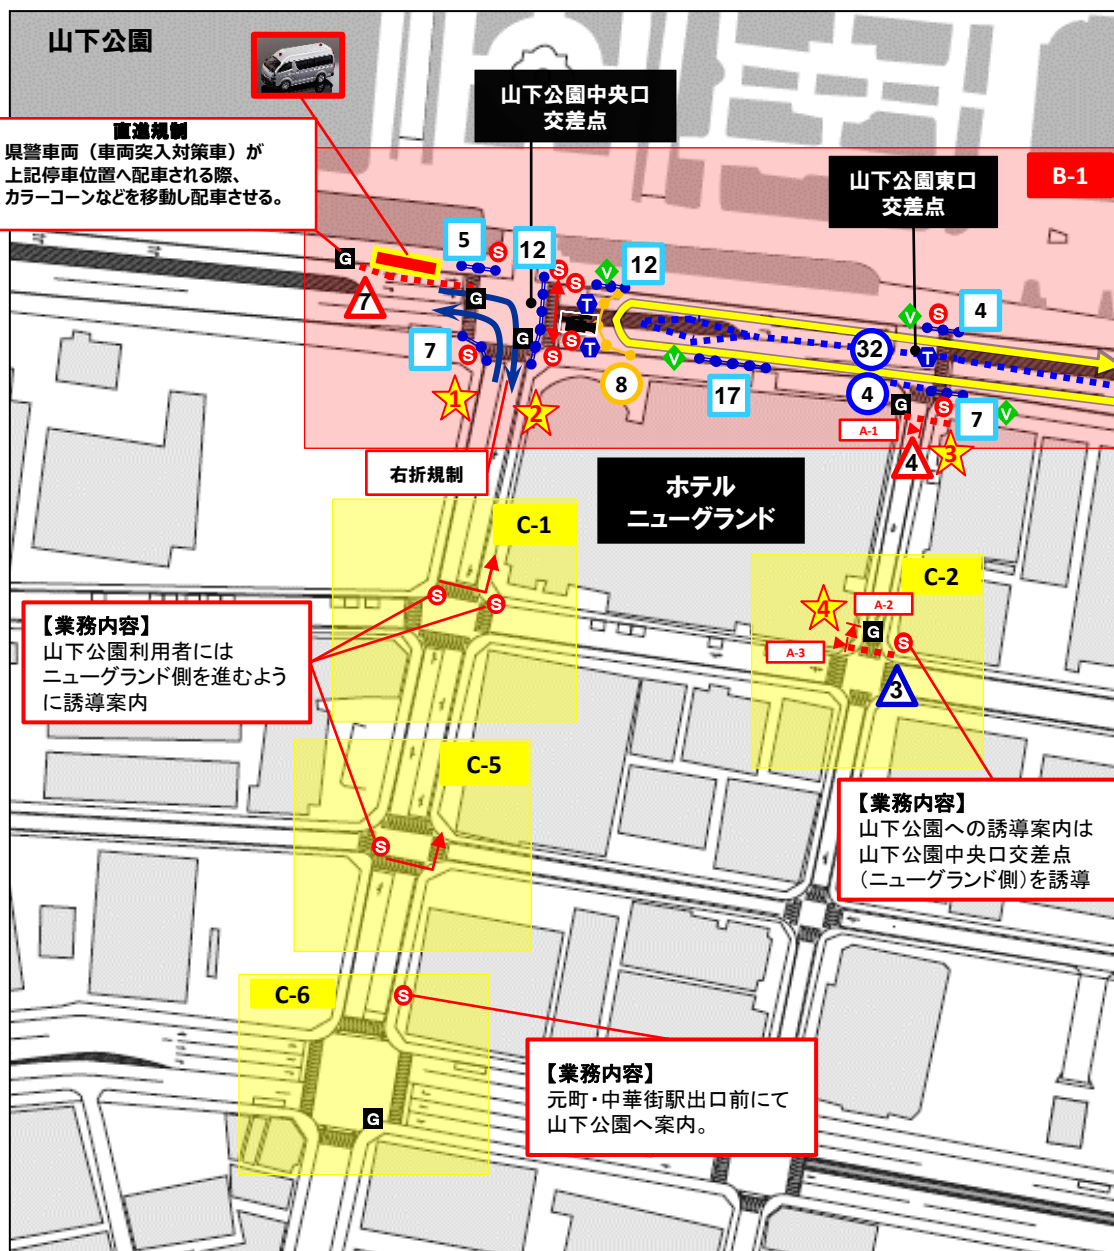 山下公園
山下公園中央口
交差点
直進規制
県警車両（車両突入対策車）が
上記停車位置へ配車される際、
カラーコーンなどを移動し配車させる。
B-1
山下公園東口
交差点
5
S
12
S
S
V
12
G
7
G
T
V
S
4
G
7
S
S
S
T
V
32
T
17
4
8
1
2
G
S
7
V
A-1
4
3
右折規制
ホテル
ニューグランド
C-1
S
S
C-2
4
A-2
G
S
A-3
3
【業務内容】
山下公園利用者には
ニューグランド側を進むよう
に誘導案内
C-5
S
【業務内容】
山下公園への誘導案内は
山下公園中央口交差点
(ニューグランド側)を誘導
C-6
S
【業務内容】
元町・中華街駅出口前にて
山下公園へ案内。
G